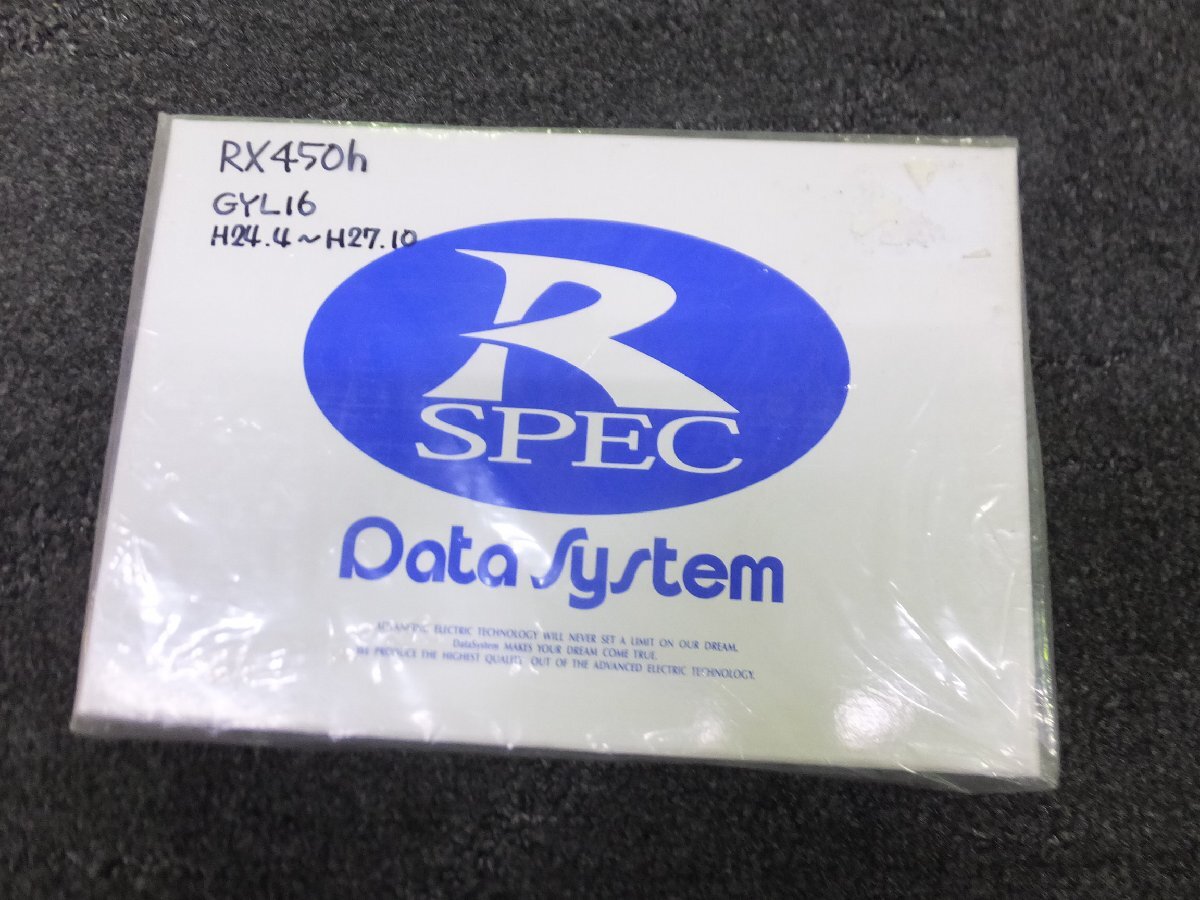 RX450h
GYL16
H24.4～H27.10
R
SPEC
Data System
ADVANCING ELECTRIC TECHNOLOGY WILL NEVER SET A LIMIT ON OUR DREAM.
DataSystem MAKES YOUR DREAM COME TRUE.
WE PRODUCE THE HIGHEST QUALITY OUT OF THE ADVANCED ELECTRIC TECHNOLOGY.